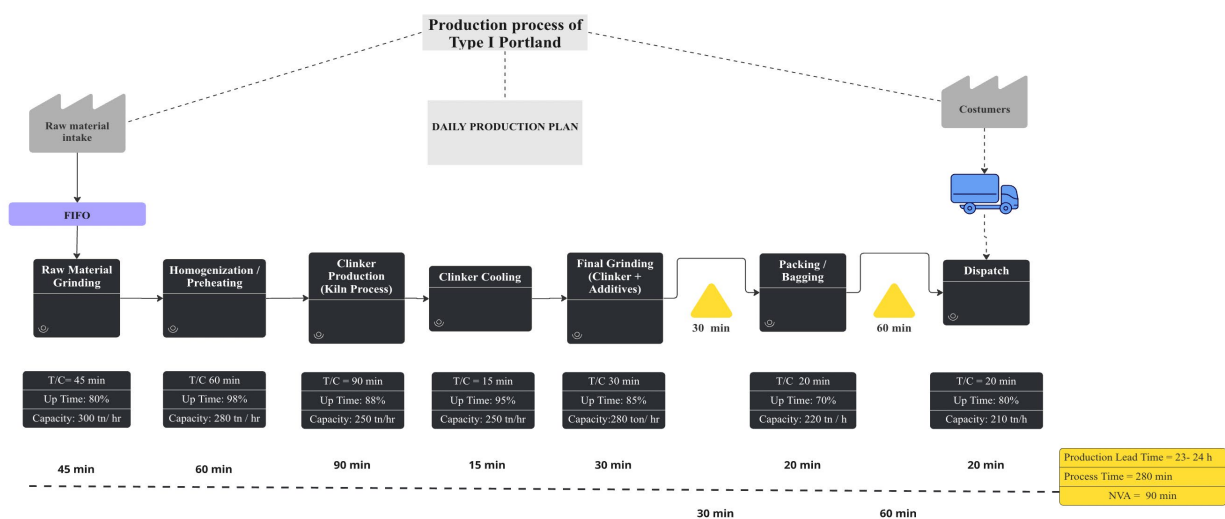 Production process of
Type I Portland
Raw material
intake
DAILY PRODUCTION PLAN
Costumers
FIFO
Raw Material
Grinding
Homogenization /
Preheating
Clinker
Production
(Kiln Process)
Clinker Cooling
Final Grinding
(Clinker +
Additives)
Packing /
Bagging
Dispatch
30 min
60 min
T/C= 45 min
Up Time: 80%
Capacity: 300 tn/ hr
T/C 60 min
Up Time: 98%
Capacity: 280 tn / hr
T/C = 90 min
Up Time: 88%
Capacity: 250 tn/hr
T/C = 15 min
Up Time: 95%
Capacity: 250 tn/hr
T/C 30 min
Up Time: 85%
Capacity:280 ton/ hr
T/C 20 min
Up Time: 70%
Capacity: 220 tn / h
T/C = 20 min
Up Time: 80%
Capacity: 210 tn/h
45 min
60 min
90 min
15 min
30 min
20 min
20 min
Production Lead Time = 23- 24 h
Process Time = 280 min
NVA = 90 min
30 min
60 min